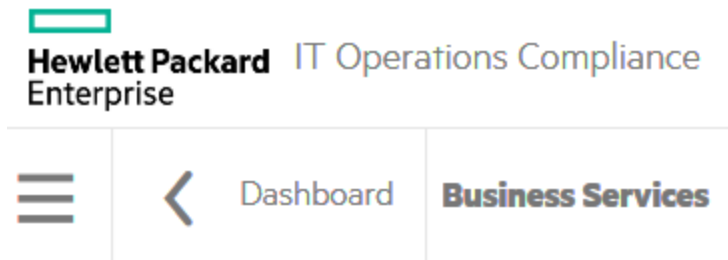 Hewlett Packard
Enterprise
IT Operations Compliance
Dashboard
Business Services